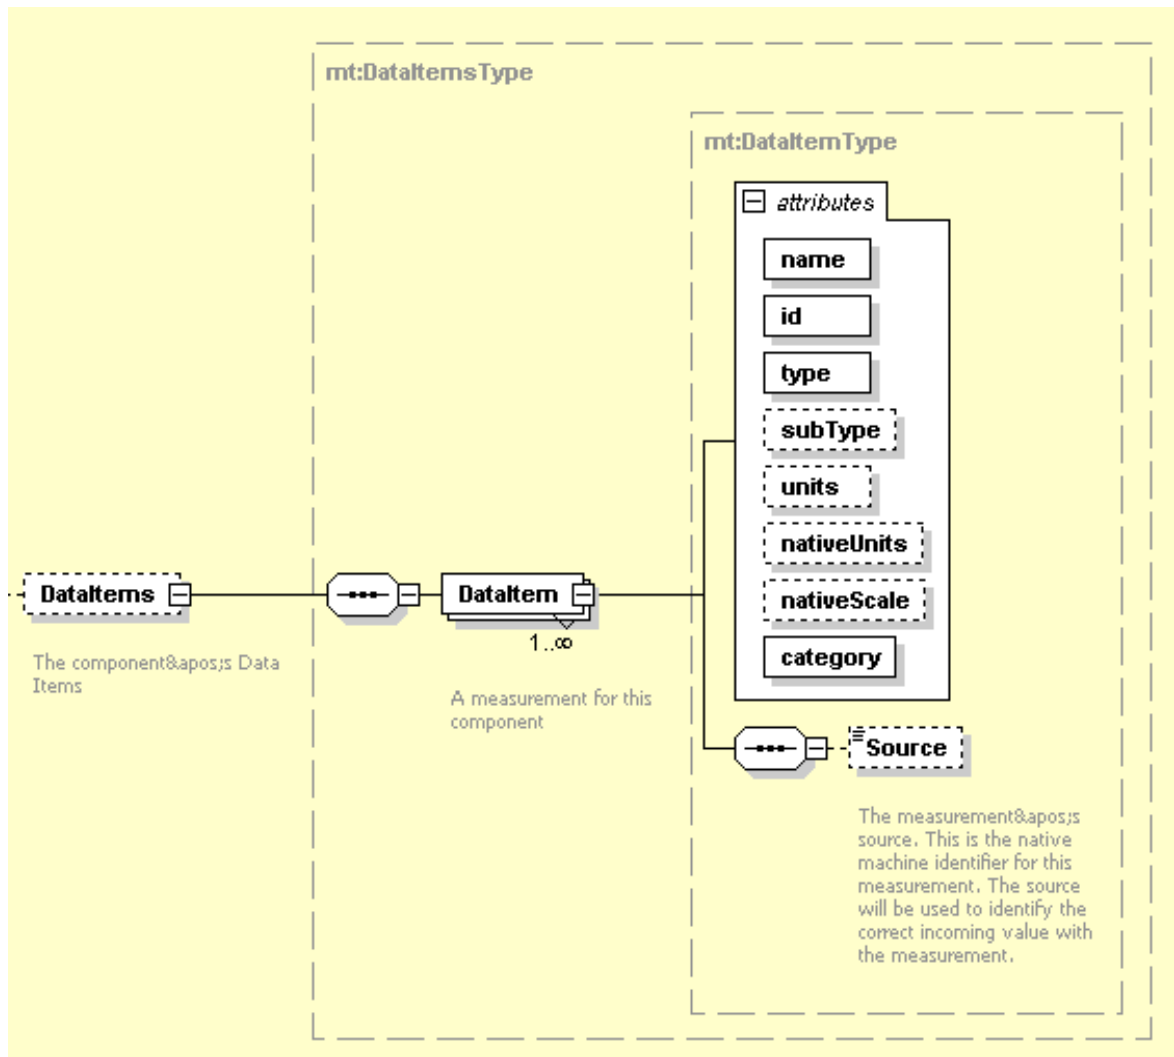 mt:DataItemsType
mt:DataItemType
attributes
name
id
type
subType
units
nativeUnits
nativeScale
category
DataItems
DataItem
1..∞
The component&apos;s Data
Items
A measurement for this
component
Source
The measurement&apos;s
source. This is the native
machine identifier for this
measurement. The source
will be used to identify the
correct incoming value with
the measurement.